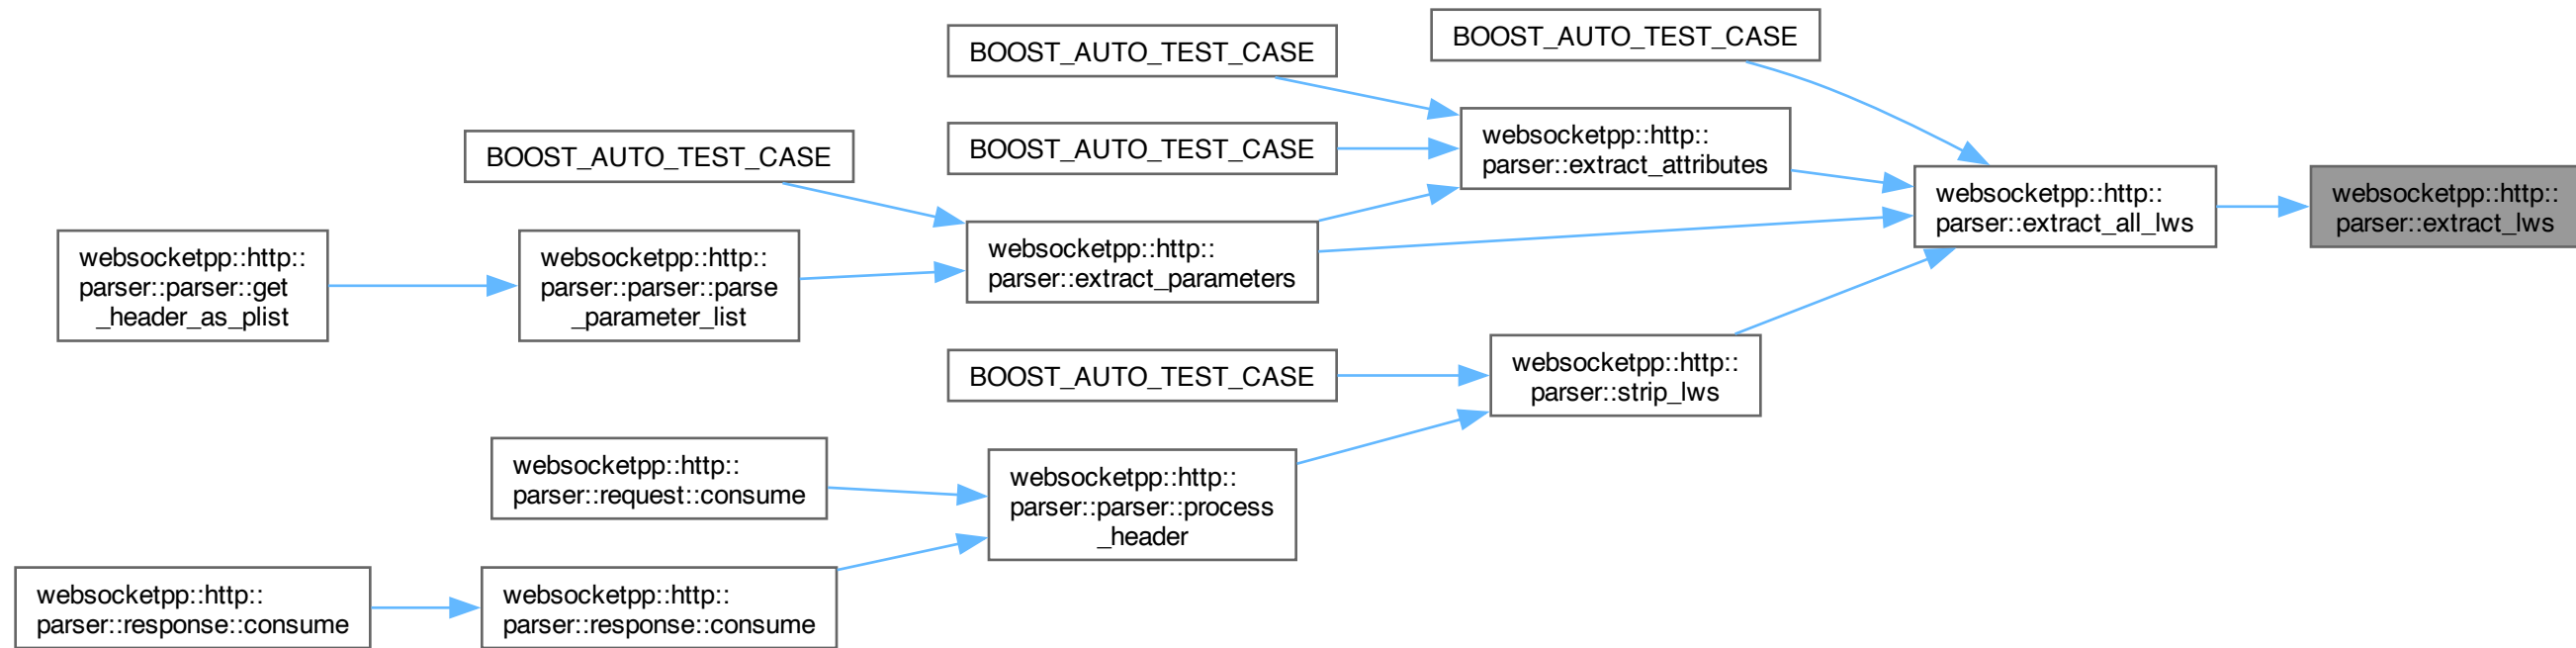 BOOST_AUTO_TEST_CASE
BOOST_AUTO_TEST_CASE
websocketpp::http::
parser::extract_attributes
BOOST_AUTO_TEST_CASE
BOOST_AUTO_TEST_CASE
websocketpp::http::
parser::extract_all_lws
websocketpp::http::
parser::extract_lws
websocketpp::http::
parser::parser::get
_header_as_plist
websocketpp::http::
parser::parser::parse
_parameter_list
websocketpp::http::
parser::extract_parameters
websocketpp::http::
parser::strip_lws
BOOST_AUTO_TEST_CASE
websocketpp::http::
parser::request::consume
websocketpp::http::
parser::parser::process
_header
websocketpp::http::
parser::response::consume
websocketpp::http::
parser::response::consume